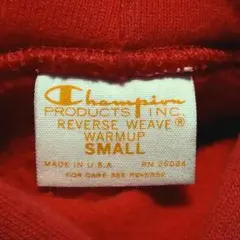 Champion
PRODUCTS INC.
REVERSE WEAVE®
WARMUP
SMALL
MADE IN U.S.A. RN 26094
FOR CARE SEE REVERSE